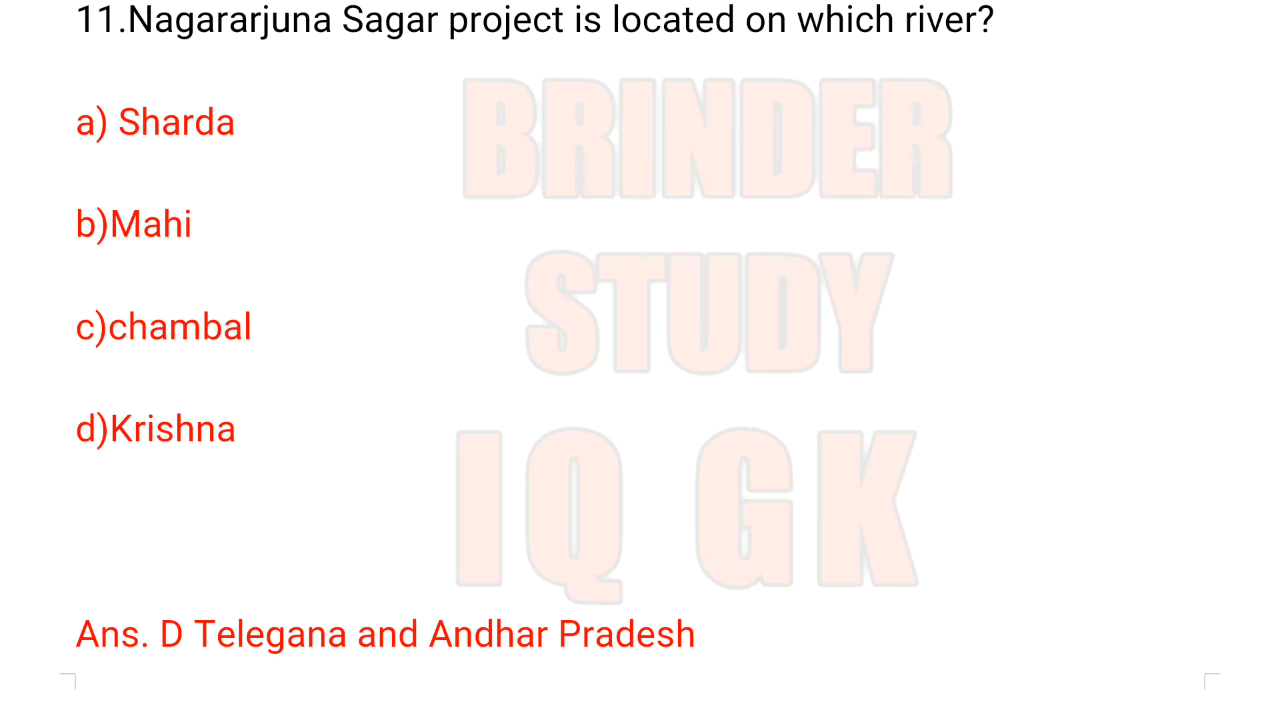 11.Nagararjuna Sagar project is located on which river?
a) Sharda
b)Mahi
c)chambal
d)Krishna
Ans. D Telegana and Andhar Pradesh
BRINDER
STUDY
IQ GK